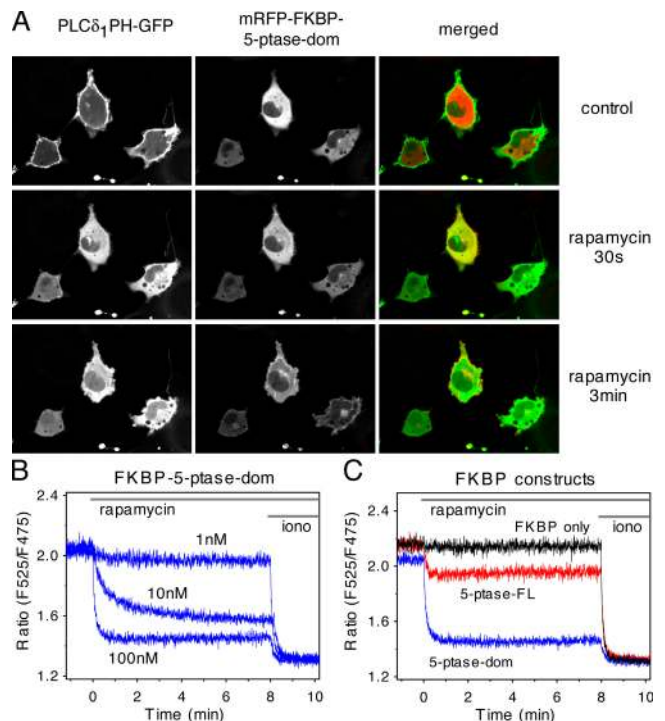 A
PLCδ1PH-GFP
mRFP-FKBP-
5-ptase-dom
merged
control
rapamycin
30s
rapamycin
3min
B
FKBP-5-ptase-dom
2.4
2.0
1.6
1.2
Ratio (F525/F475)
rapamycin
iono
1nM
10nM
100nM
0 2 4 6 8 10
Time (min)
C
FKBP constructs
2.4
2.0
1.6
1.2
Ratio (F525/F475)
rapamycin
FKBP only
iono
5-ptase-FL
5-ptase-dom
0 2 4 6 8 10
Time (min)